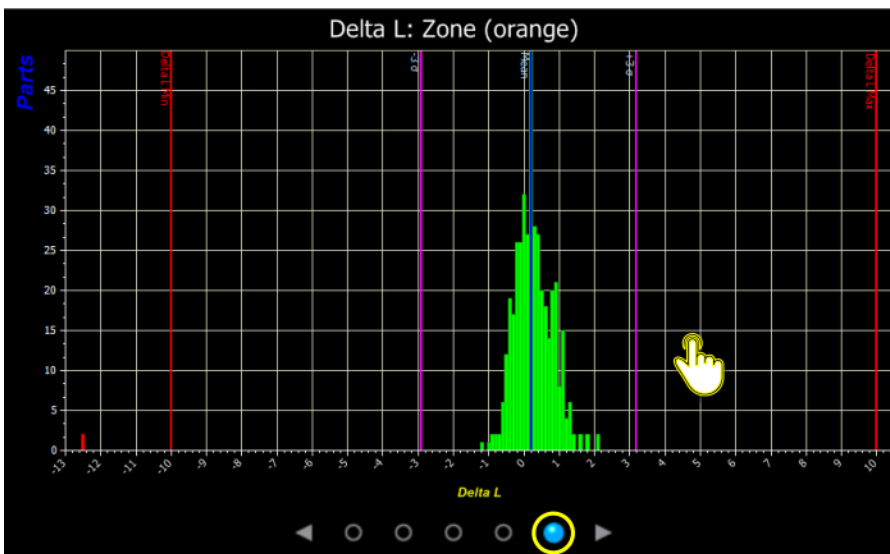 Delta L: Zone (orange)
Parts
Delta L Min
-3 σ
Mean
+3 σ
Delta L Max
45
40
35
30
25
20
15
10
5
0
-13 -12 -11 -10 -9 -8 -7 -6 -5 -4 -3 -2 -1 0 1 2 3 4 5 6 7 8 9 10
Delta L